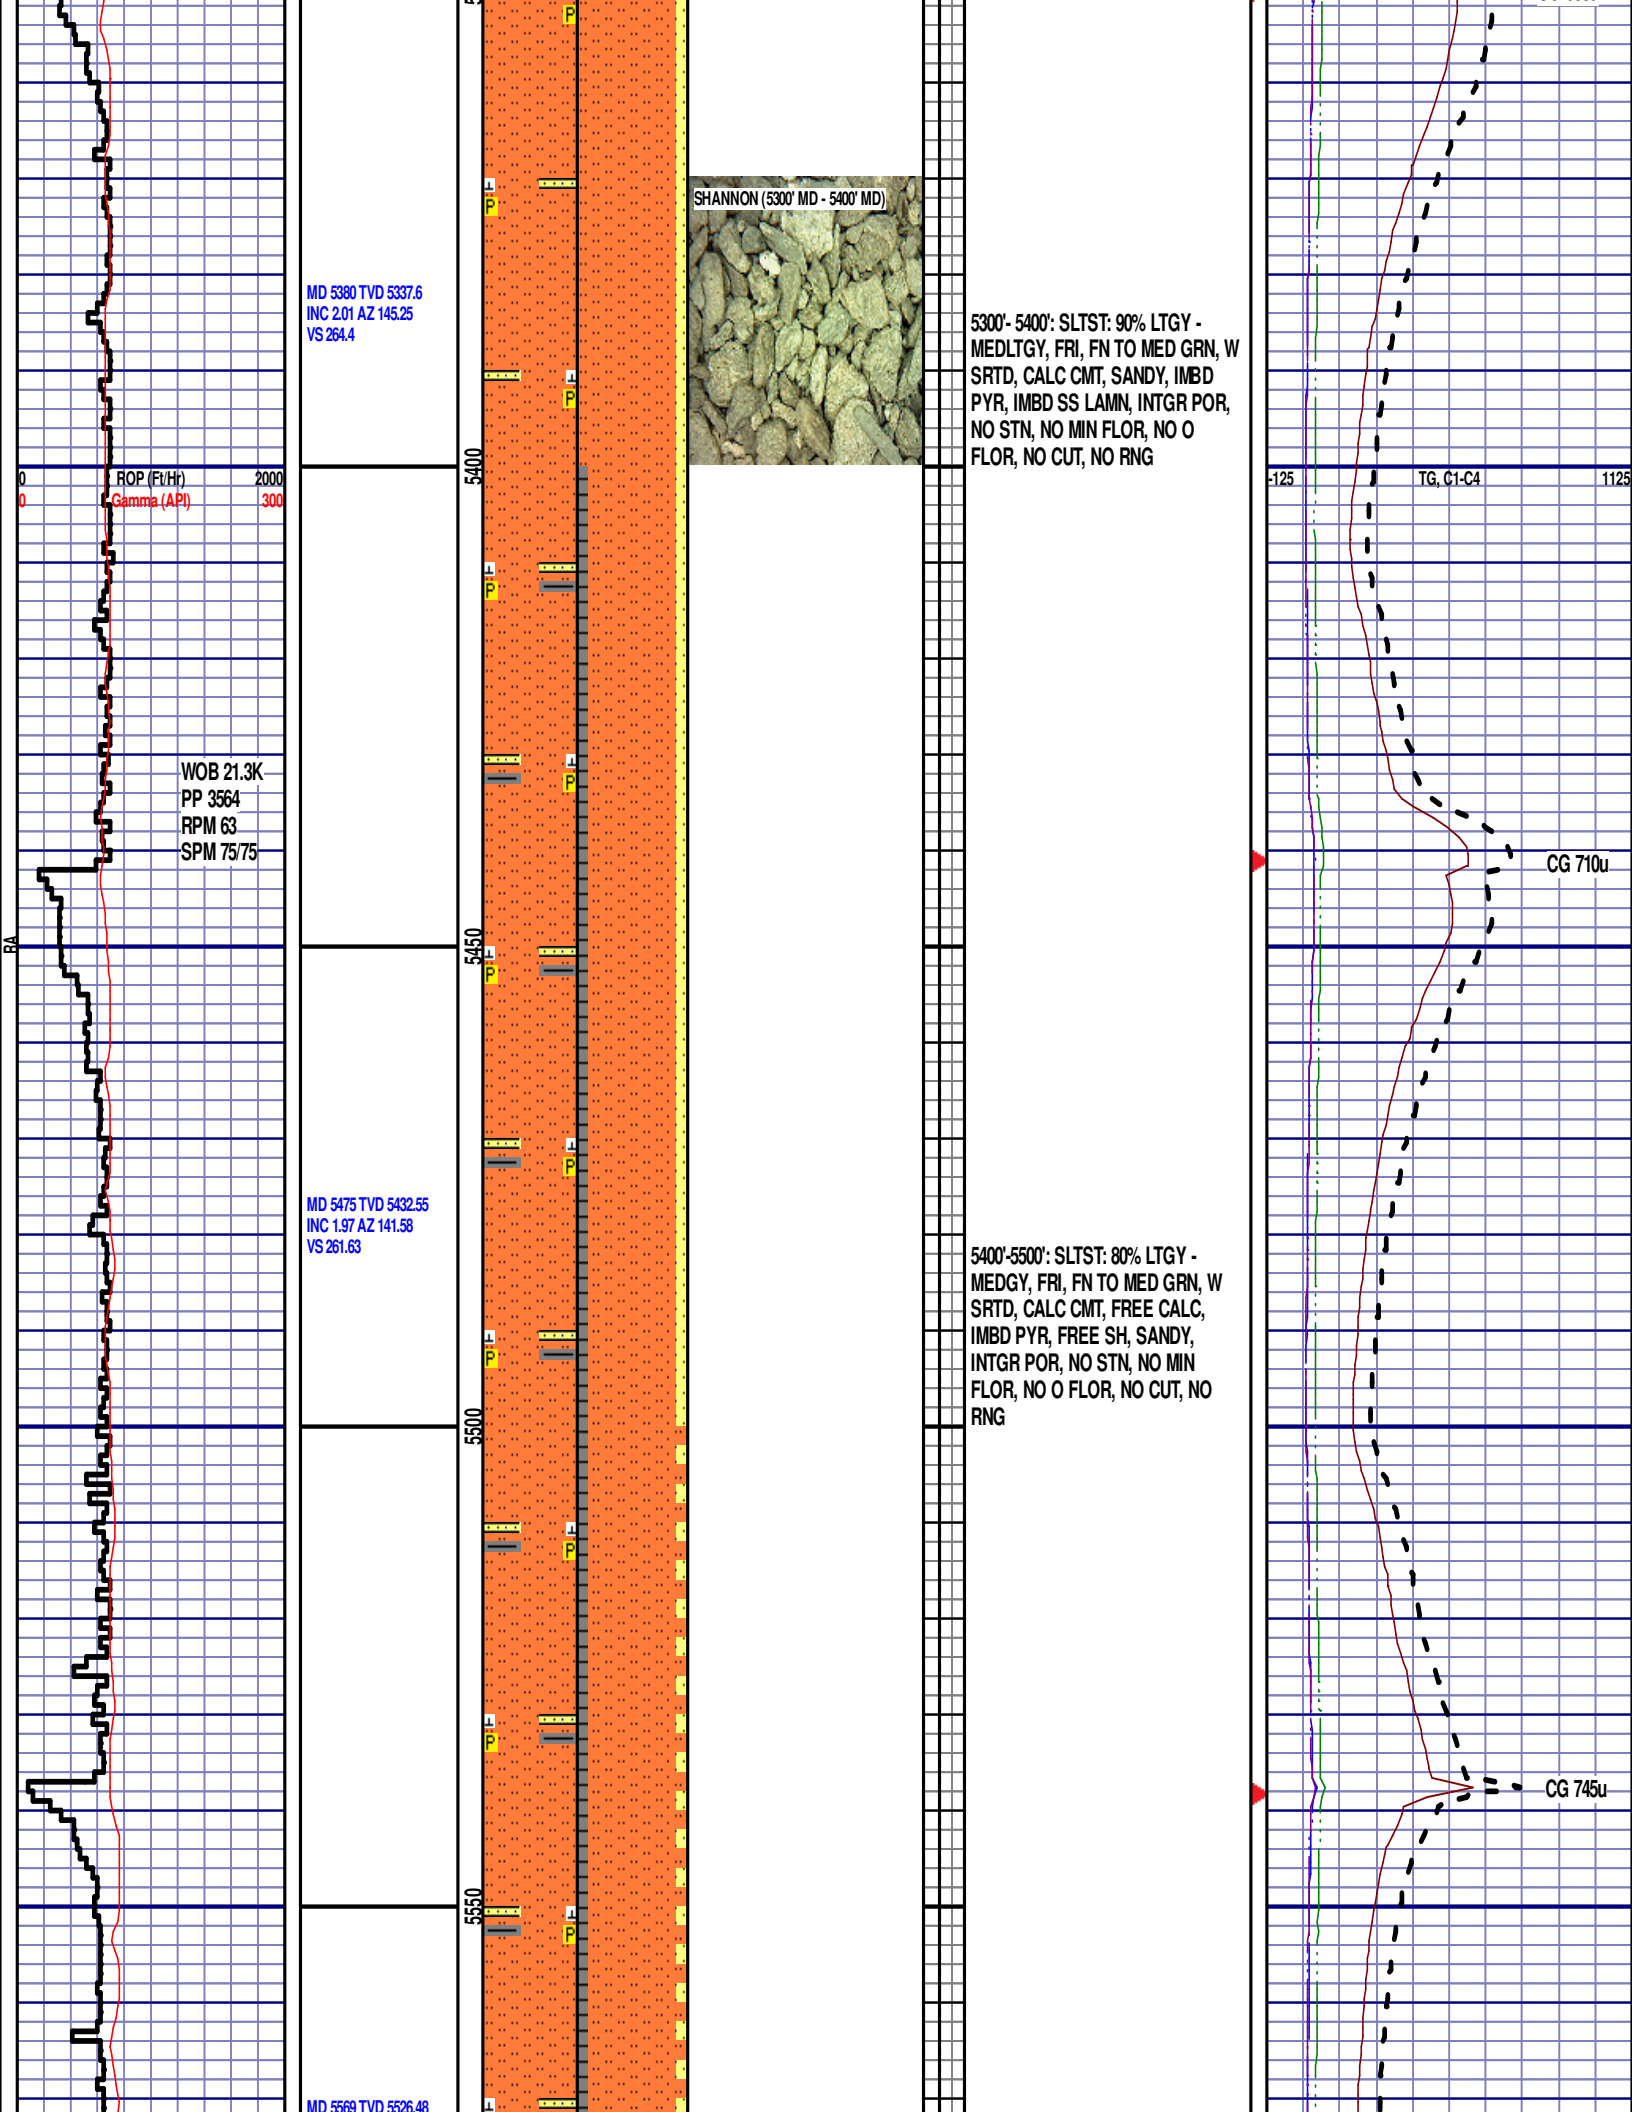 SHANNON (5300' MD - 5400' MD)
MD 5380 TVD 5337.6
INC 2.01 AZ 145.25
VS 264.4
5300'- 5400': SLTST: 90% LTGY -
MEDLTGY, FRI, FN TO MED GRN, W
SRTD, CALC CMT, SANDY, IMBD
PYR, IMBD SS LAMN, INTGR POR,
NO STN, NO MIN FLOR, NO O
FLOR, NO CUT, NO RNG
5400
0 ROP (Ft/Hr) 2000
0 Gamma (API) 300
-125 TG, C1-C4 1125
WOB 21.3K
PP 3564
RPM 63
SPM 75/75
CG 710u
BA
5450
MD 5475 TVD 5432.55
INC 1.97 AZ 141.58
VS 261.63
5400'-5500': SLTST: 80% LTGY -
MEDGY, FRI, FN TO MED GRN, W
SRTD, CALC CMT, FREE CALC,
IMBD PYR, FREE SH, SANDY,
INTGR POR, NO STN, NO MIN
FLOR, NO O FLOR, NO CUT, NO
RNG
5500
CG 745u
5550
MD 5569 TVD 5526.48
P
P
P
P
P
P
P
P
P
P
P